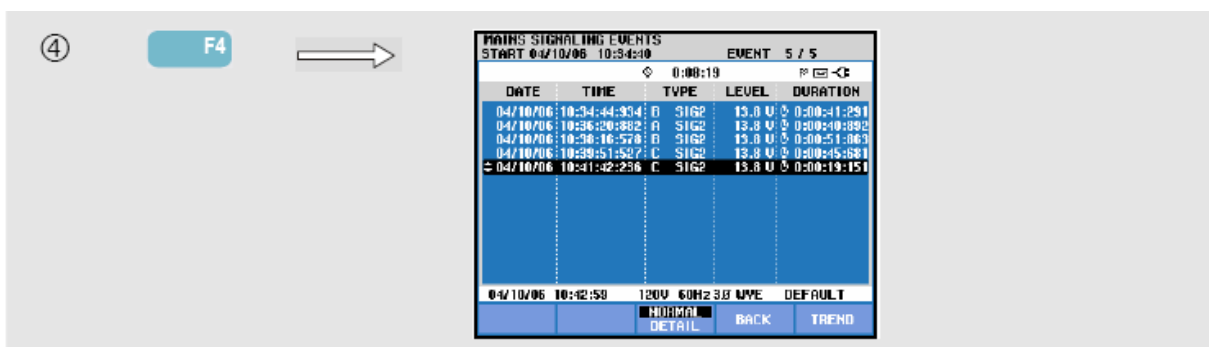 ④ F4
MAINS SIGNALING EVENTS
START 04/10/06 10:34:40 EVENT 5 / 5
0:08:19
DATE TIME TYPE LEVEL DURATION
04/10/06 10:34:44:934 B SIG2 13.8 V 0:00:41:291
04/10/06 10:36:20:882 A SIG2 13.8 V 0:00:40:892
04/10/06 10:38:16:578 B SIG2 13.8 V 0:00:51:863
04/10/06 10:39:51:527 C SIG2 13.8 V 0:00:45:681
04/10/06 10:41:42:236 C SIG2 13.8 V 0:00:19:151
04/10/06 10:42:59 120V 60Hz 3Ø WYE DEFAULT
NORMAL
DETAIL BACK TREND